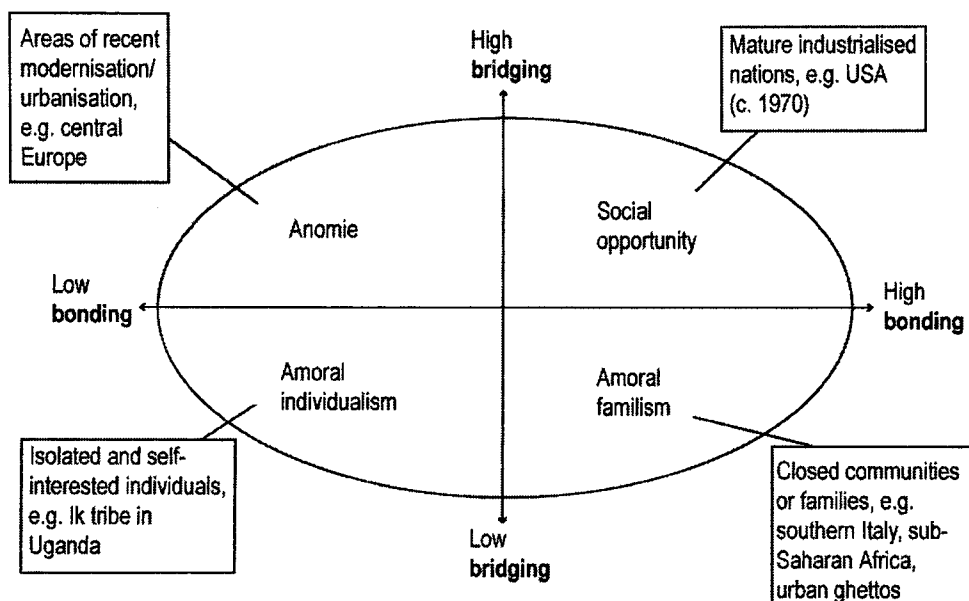 Areas of recent
modernisation/
urbanisation,
e.g. central
Europe
High
bridging
Mature industrialised
nations, e.g. USA
(c. 1970)
Anomie
Social
opportunity
Low
bonding
High
bonding
Amoral
individualism
Amoral
familism
Isolated and self-
interested individuals,
e.g. Ik tribe in
Uganda
Low
bridging
Closed communities
or families, e.g.
southern Italy, sub-
Saharan Africa,
urban ghettos